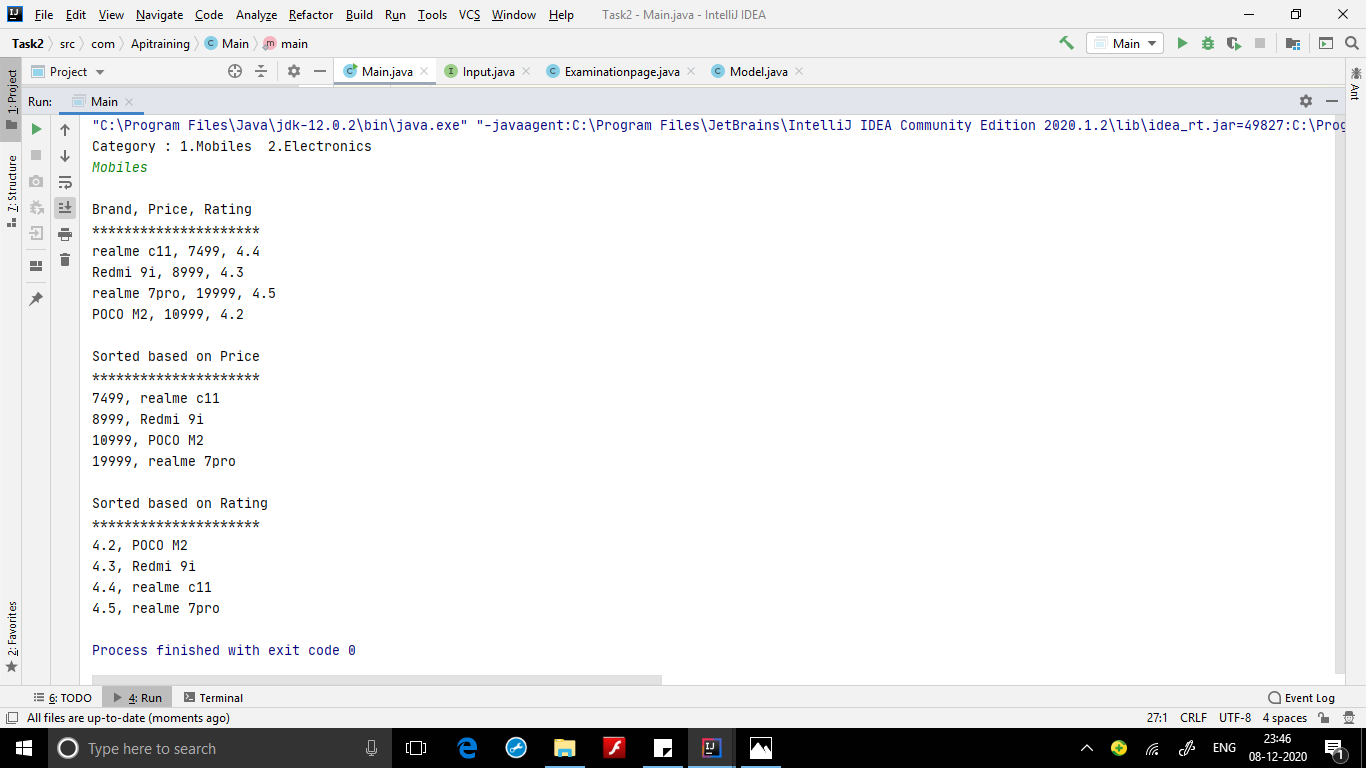 File Edit View Navigate Code Analyze Refactor Build Run Tools VCS Window Help Task2 - Main.java - IntelliJ IDEA
Task2 src com Apitraining Main main Main
1: Project
Project Main.java Input.java Examinationpage.java Model.java
Ant
Run: Main
"C:\Program Files\Java\jdk-12.0.2\bin\java.exe" "-javaagent:C:\Program Files\JetBrains\IntelliJ IDEA Community Edition 2020.1.2\lib\idea_rt.jar=49827:C:\Prog
Category : 1.Mobiles  2.Electronics
Mobiles
7: Structure
Brand, Price, Rating
*********************
realme c11, 7499, 4.4
Redmi 9i, 8999, 4.3
realme 7pro, 19999, 4.5
POCO M2, 10999, 4.2
Sorted based on Price
*********************
7499, realme c11
8999, Redmi 9i
10999, POCO M2
19999, realme 7pro
Sorted based on Rating
*********************
4.2, POCO M2
4.3, Redmi 9i
4.4, realme c11
4.5, realme 7pro
2: Favorites
Process finished with exit code 0
6: TODO 4: Run Terminal Event Log
All files are up-to-date (moments ago) 27:1 CRLF UTF-8 4 spaces
Type here to search ENG 23:46
08-12-2020 1